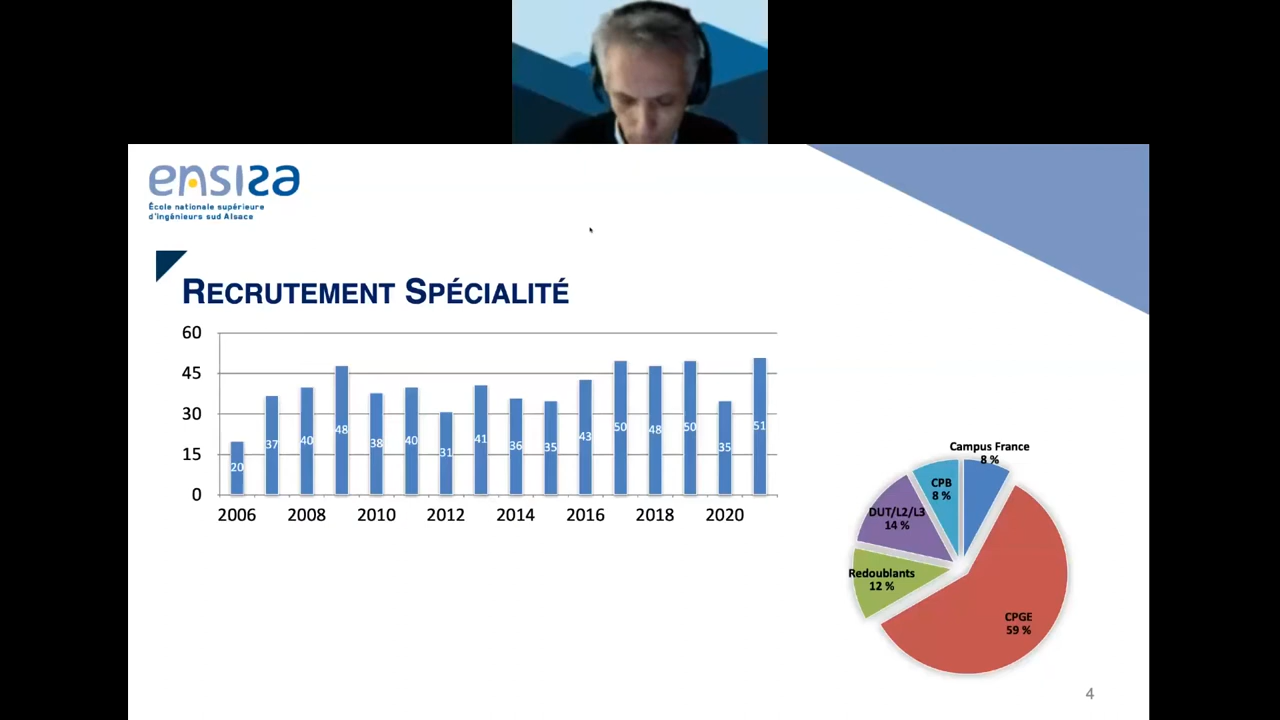 ensisa
École nationale supérieure
d'ingénieurs sud Alsace
RECRUTEMENT SPÉCIALITÉ
60
45
30
15
0
20 37 40 48 38 40 31 41 36 35 43 50 48 50 35 51
2006 2008 2010 2012 2014 2016 2018 2020
Campus France
8 %
CPB
8 %
DUT/L2/L3
14 %
Redoublants
12 %
CPGE
59 %
4